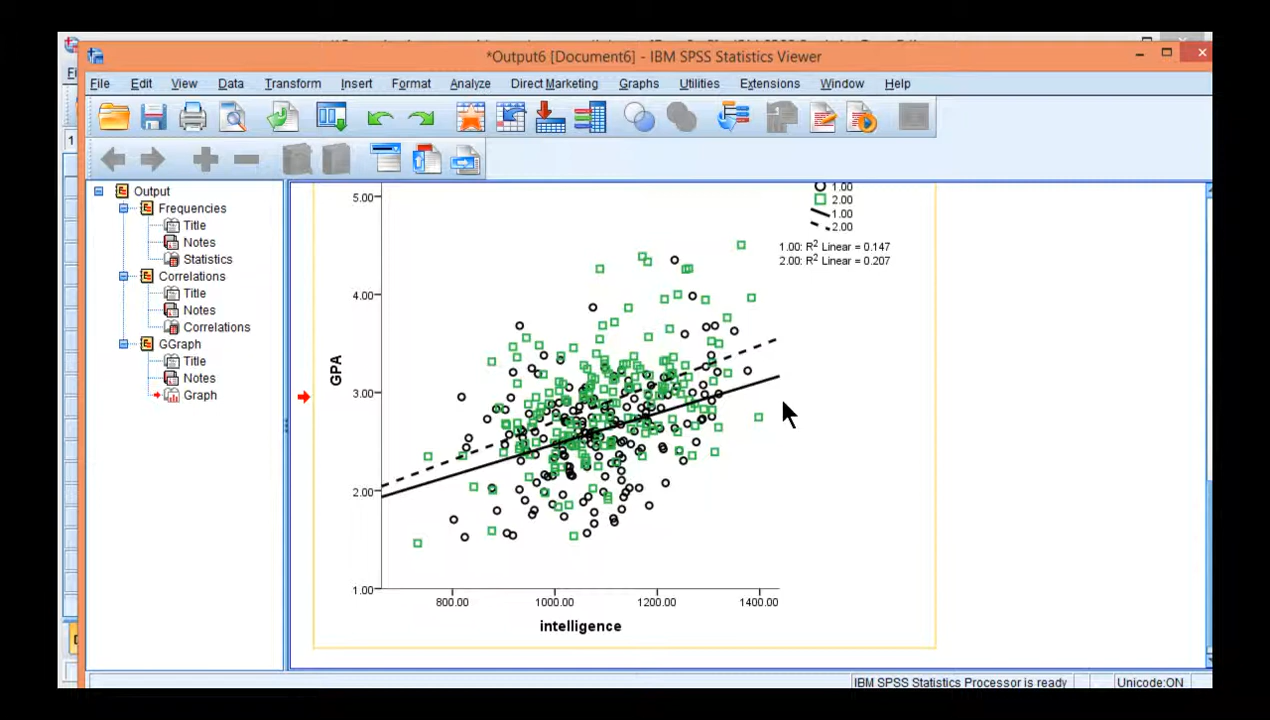 *Output6 [Document6] - IBM SPSS Statistics Viewer
File Edit View Data Transform Insert Format Analyze Direct Marketing Graphs Utilities Extensions Window Help
1
Output
Frequencies
Title
Notes
Statistics
Correlations
Title
Notes
Correlations
GGraph
Title
Notes
Graph
1.00
2.00
1.00
2.00
1.00: R2 Linear = 0.147
2.00: R2 Linear = 0.207
5.00
4.00
3.00
2.00
1.00
GPA
800.00 1000.00 1200.00 1400.00
intelligence
IBM SPSS Statistics Processor is ready Unicode:ON